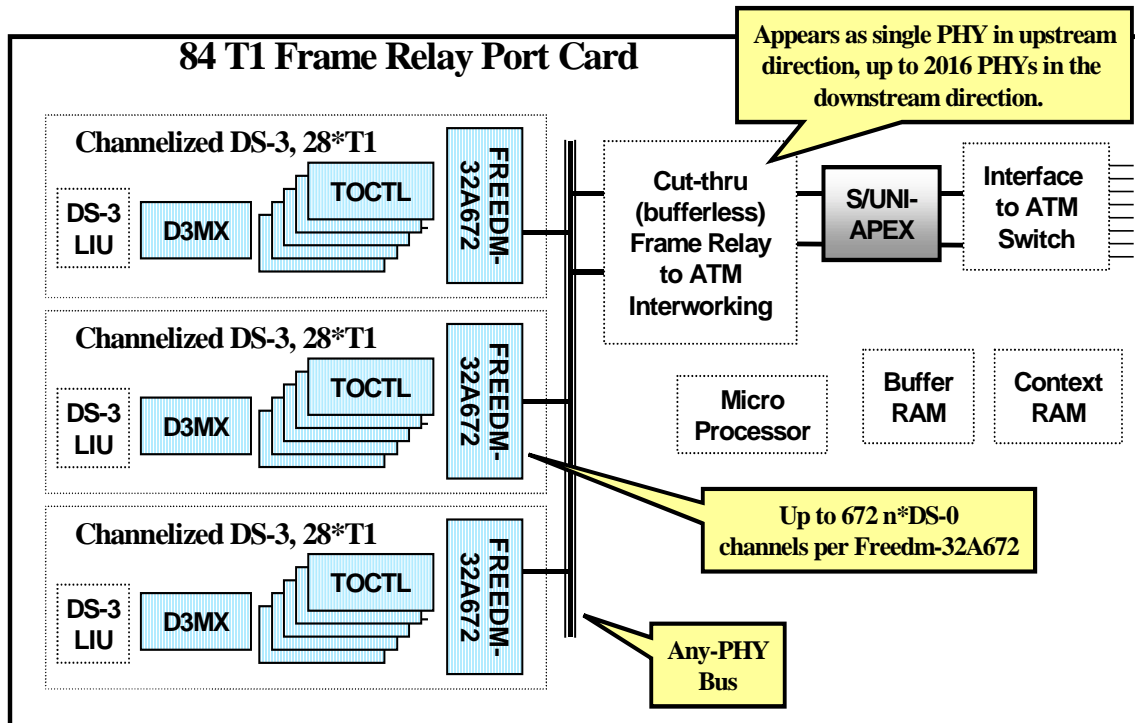 84 T1 Frame Relay Port Card
Appears as single PHY in upstream
direction, up to 2016 PHYs in the
downstream direction.
Channelized DS-3, 28*T1
DS-3
LIU
D3MX
TOCTL
FREEDM-
32A672
Channelized DS-3, 28*T1
DS-3
LIU
D3MX
TOCTL
FREEDM-
32A672
Channelized DS-3, 28*T1
DS-3
LIU
D3MX
TOCTL
FREEDM-
32A672
Cut-thru
(bufferless)
Frame Relay
to ATM
Interworking
S/UNI-
APEX
Interface
to ATM
Switch
Micro
Processor
Buffer
RAM
Context
RAM
Up to 672 n*DS-0
channels per Freedm-32A672
Any-PHY
Bus